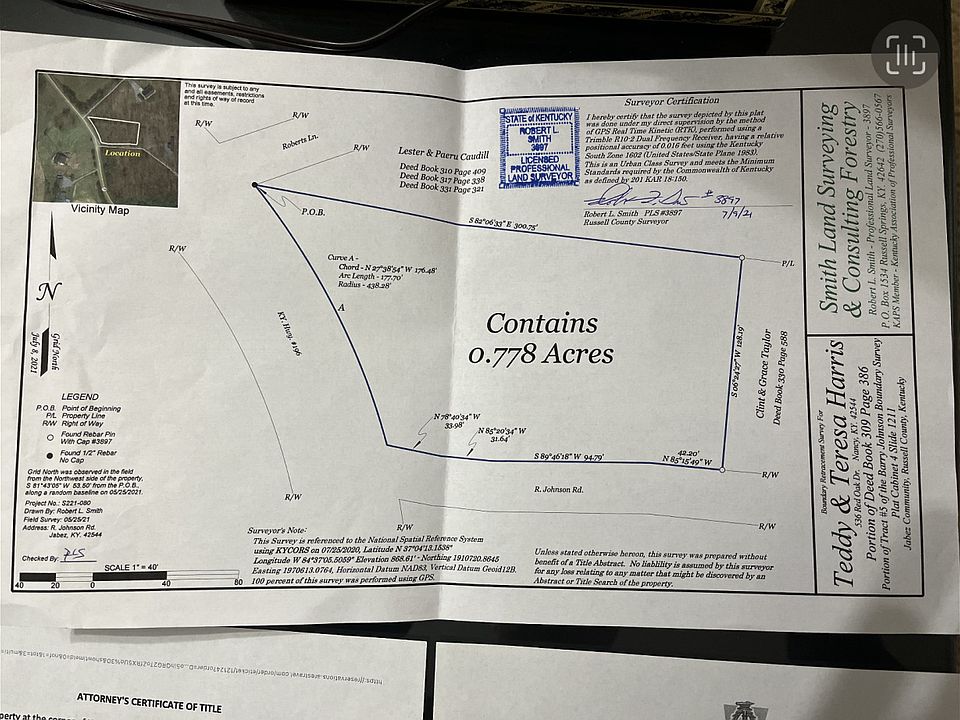 This survey is subject to any
and all easements, restrictions
and rights of way of record
at this time.
Location
Vicinity Map
R/W
R/W
Roberts Ln.
R/W
Lester & Paeru Caudill
Deed Book 310 Page 409
Deed Book 317 Page 338
Deed Book 331 Page 321
STATE of KENTUCKY
ROBERT L.
SMITH
3897
LICENSED
PROFESSIONAL
LAND SURVEYOR
Surveyor Certification
I hereby certify that the survey depicted by this plat
was done under my direct supervision by the method
of GPS Real Time Kinetic (RTK), performed using a
Trimble R10-2 Dual Frequency Receiver, having a relative
positional accuracy of 0.016 feet using the Kentucky
South Zone 1602 (United States/State Plane 1983).
This is an Urban Class Survey and meets the Minimum
Standards required by the Commonwealth of Kentucky
as defined by 201 KAR 18:150.
# 3897
Robert L. Smith PLS #3897
Russell County Surveyor
7/9/21
P.O.B.
S 82°06'33" E 300.75'
P/L
R/W
Curve A -
Chord - N 27°38'54" W 176.48'
Arc Length - 177.70'
Radius - 438.28'
A
KY. Hwy. #196
N
Grid North
July 8, 2021
Contains
0.778 Acres
S 06°24'27" W 128.19'
Clint & Grace Taylor
Deed Book 330 Page 588
LEGEND
P.O.B. Point of Beginning
P/L Property Line
R/W Right of Way
Found Rebar Pin
With Cap #3897
Found 1/2" Rebar
No Cap
N 78°40'34" W
33.98'
N 85°20'34" W
31.64'
S 89°46'18" W 94.79'
42.20'
N 85°15'49" W
R/W
R. Johnson Rd.
R/W
R/W
R/W
Grid North was observed in the field
from the Northwest side of the property,
S 81°43'05" W 53.50' from the P.O.B.,
along a random baseline on 05/25/2021.
Project No.: S221-080
Drawn By: Robert L. Smith
Field Survey: 05/25/21
Address: R. Johnson Rd.
Jabez, KY. 42544
Checked By: RLS
SCALE 1" = 40'
40 20 0 80
Surveyor's Note:
This Survey is referenced to the National Spatial Reference System
using KYCORS on 07/25/2020, Latitude N 37°04'13.1538"
Longitude W 84°37'05.5059" Elevation 868.61' - Northing 1910720.8645
Easting 1970613.0764, Horizontal Datum NAD83, Vertical Datum Geoid12B.
100 percent of this survey was performed using GPS.
Unless stated otherwise hereon, this survey was prepared without
benefit of a Title Abstract. No liablility is assumed by this surveyor
for any loss relating to any matter that might be discovered by an
Abstract or Title Search of the property.
Smith Land Surveying
& Consulting Forestry
Robert L. Smith - Professional Land Surveyor - 3897
P.O. Box 1534 Russell Springs, KY. 42642 (270)566-0567
KAPS Member - Kentucky Association of Professional Surveyors
Boundary Retracement Survey For
Teddy & Teresa Harris
536 Red Oak Dr. Nancy, KY. 42544
Portion of Deed Book 309 Page 386
Portion of Tract #5 of the Barry Johnson Boundary Survey
Plat Cabinet 4 Slide 1211
Jabez Community, Russell County, Kentucky
ATTORNEY'S CERTIFICATE OF TITLE